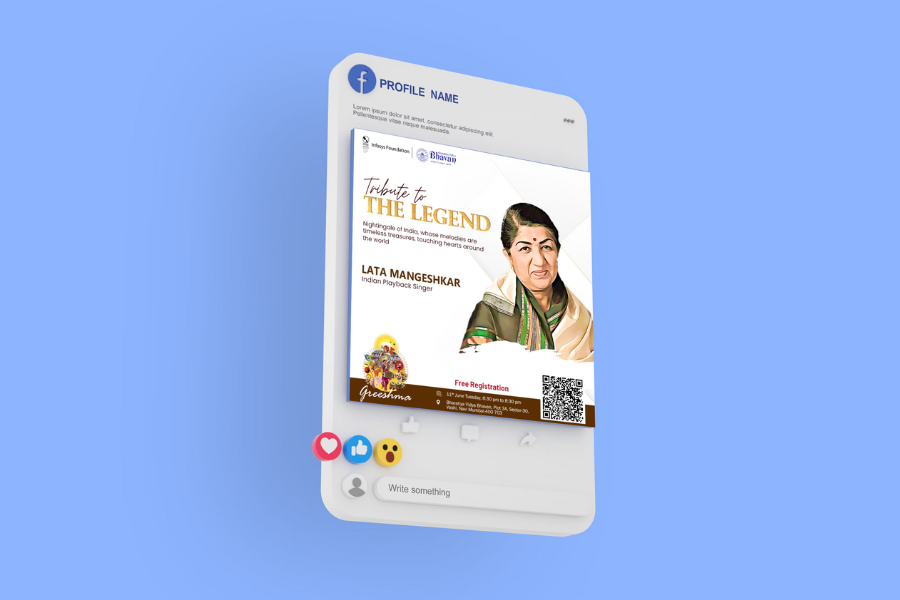 PROFILE NAME
Lorem ipsum dolor sit amet, consectetur adipiscing elit.
Pellentesque vitae neque malesuada.
Infosys Foundation
Bhavan
Tribute to
THE LEGEND
Nightingale of India, whose melodies are
timeless treasures, touching hearts around
the world
LATA MANGESHKAR
Indian Playback Singer
Greeshma
Free Registration
11th June Tuesday, 6.30 pm to 8.30 pm
Bharatiya Vidya Bhavan, Plot 3A, Sector-30,
Vashi, Navi Mumbai-400 703
Write something